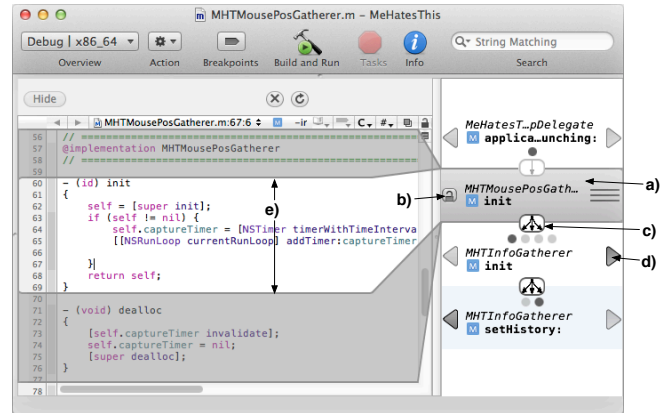 MHTMousePosGatherer.m – MeHatesThis
Debug | x86_64
String Matching
Overview Action Breakpoints Build and Run Tasks Info Search
Hide
MHTMousePosGatherer.m:67:6 M -ir C #
56 // ====================================================
57 @implementation MHTMousePosGatherer
58 // ====================================================
59
60 - (id) init
61 {
62 self = [super init];
63 if (self != nil) {
64 self.captureTimer = [NSTimer timerWithTimeInterva
65 [[NSRunLoop currentRunLoop] addTimer:captureTimer
66
67 }
68 return self;
69 }
70
71 - (void) dealloc
72 {
73 [self.captureTimer invalidate];
74 self.captureTimer = nil;
75 [super dealloc];
76 }
77
78
e)
MeHatesT…pDelegate
M applica…unching:
MHTMousePosGath…
M init
MHTInfoGatherer
M init
MHTInfoGatherer
M setHistory:
a)
b)
c)
d)